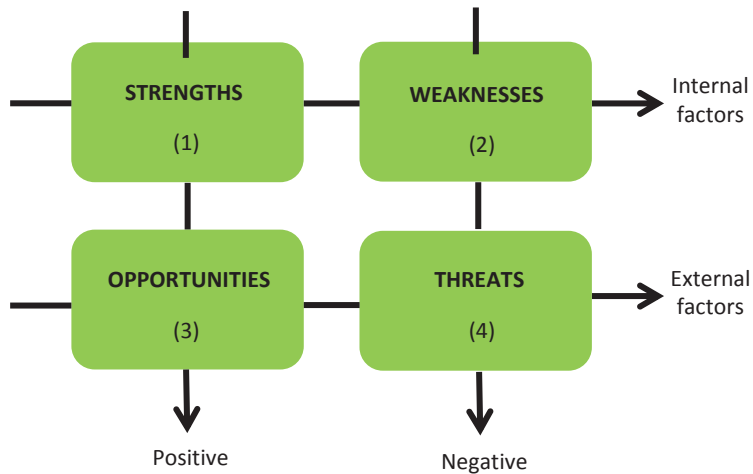 STRENGTHS
(1)
WEAKNESSES
(2)
Internal
factors
OPPORTUNITIES
(3)
THREATS
(4)
External
factors
Positive
Negative